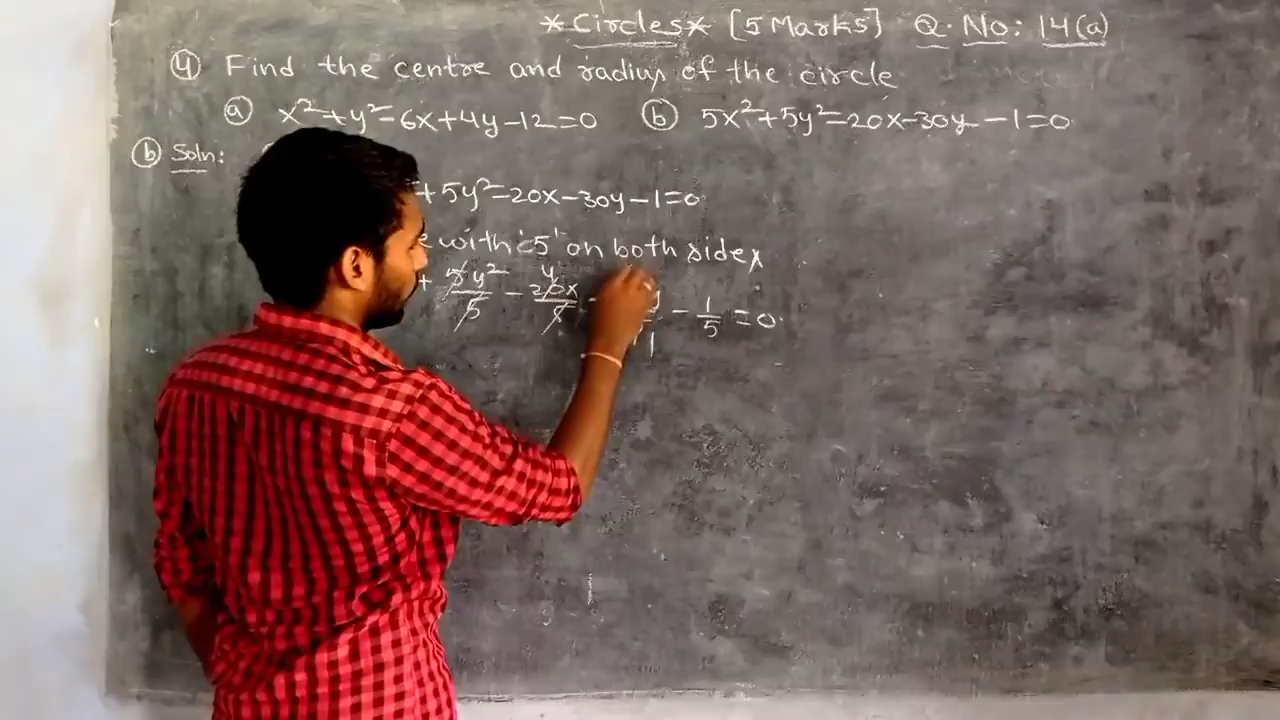 *Circles* [5 Marks] Q. No: 14(a)
4 Find the centre and radius of the circle
a x²+y²-6x+4y-12=0 b 5x²+5y²-20x-30y-1=0
b Soln:
+5y²-20x-30y-1=0
with '5' on both sides
+ 5y²/5 - 20x/5 - 1/5 = 0